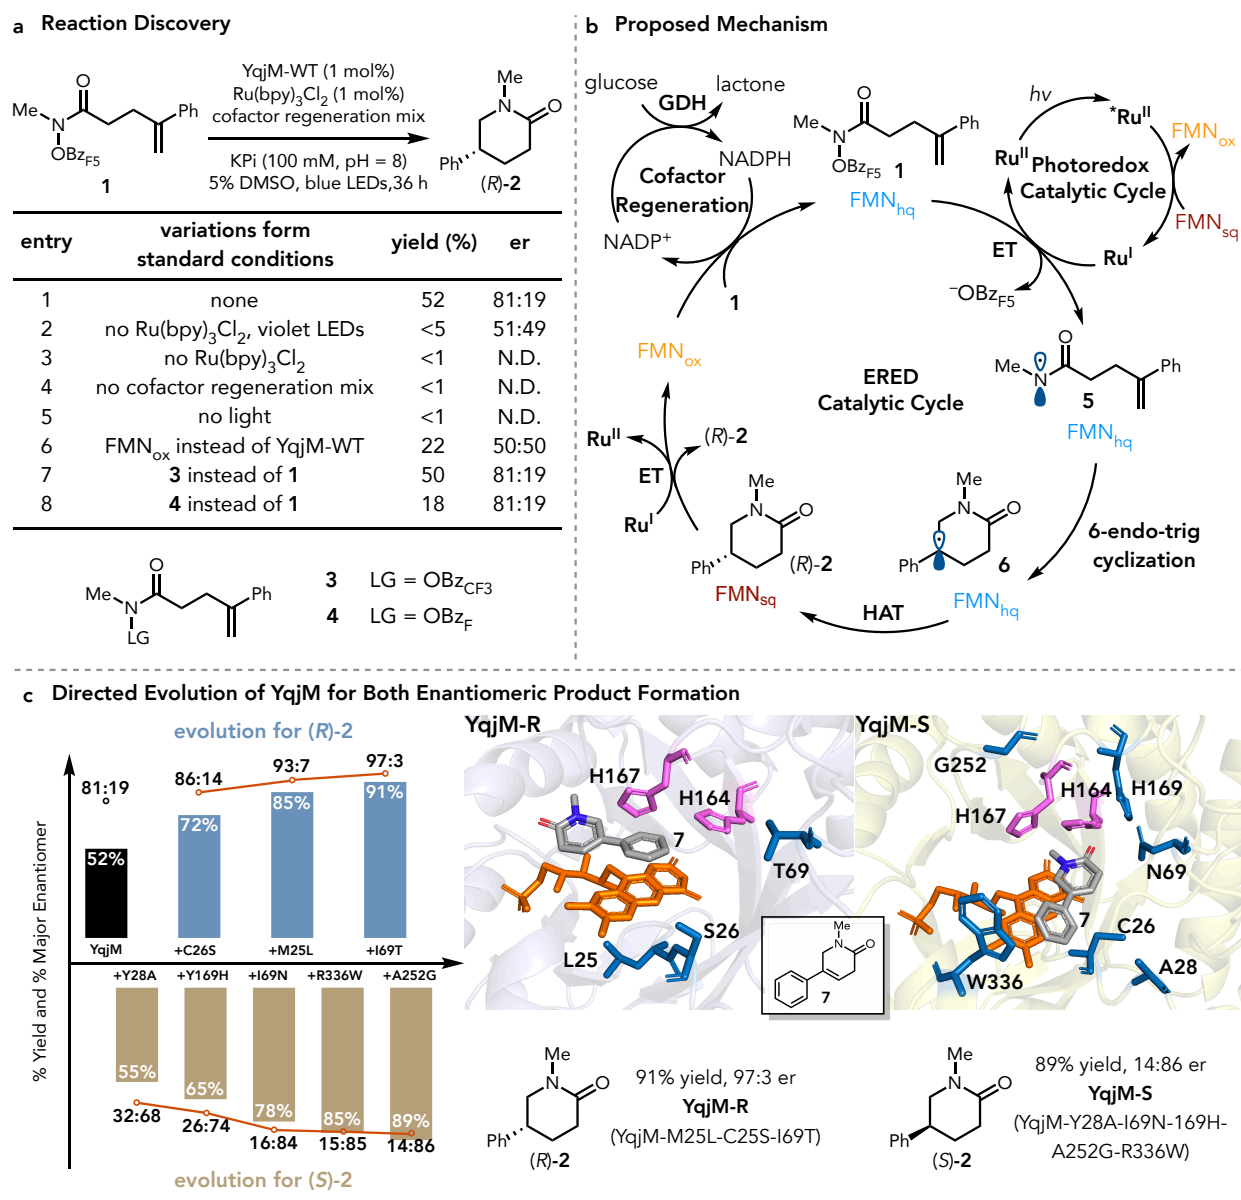 a Reaction Discovery
O
Me
N
OBz_F5
Ph
1
YqjM-WT (1 mol%)
Ru(bpy)3Cl2 (1 mol%)
cofactor regeneration mix
KPi (100 mM, pH = 8)
5% DMSO, blue LEDs,36 h
Me
N
O
Ph
(R)-2
entry variations form standard conditions yield (%) er
1 none 52 81:19
2 no Ru(bpy)3Cl2, violet LEDs <5 51:49
3 no Ru(bpy)3Cl2 <1 N.D.
4 no cofactor regeneration mix <1 N.D.
5 no light <1 N.D.
6 FMNox instead of YqjM-WT 22 50:50
7 3 instead of 1 50 81:19
8 4 instead of 1 18 81:19
O
Me
N
LG
Ph
3 LG = OBzCF3
4 LG = OBzF
b Proposed Mechanism
glucose
lactone
GDH
NADPH
Cofactor
Regeneration
NADP+
1
O
Me
N
OBzF5
Ph
1
FMNhq
hv
*RuII
FMNox
RuII
Photoredox
Catalytic Cycle
FMNsq
RuI
ET
−OBzF5
O
Me
N
Ph
5
FMNhq
ERED
Catalytic Cycle
6-endo-trig
cyclization
Me
N
O
Ph
6
FMNhq
HAT
Me
N
O
Ph
(R)-2
FMNsq
RuII
(R)-2
ET
RuI
FMNox
c Directed Evolution of YqjM for Both Enantiomeric Product Formation
% Yield and % Major Enantiomer
evolution for (R)-2
81:19
86:14
93:7
97:3
52%
72%
85%
91%
YqjM
+C26S
+M25L
+I69T
+Y28A
+Y169H
+I69N
+R336W
+A252G
55%
65%
78%
85%
89%
32:68
26:74
16:84
15:85
14:86
evolution for (S)-2
YqjM-R
H167
H164
7
T69
S26
L25
Me
N
O
7
YqjM-S
G252
H167
H164
H169
N69
7
C26
A28
W336
Me
N
O
Ph
(R)-2
91% yield, 97:3 er
YqjM-R
(YqjM-M25L-C25S-I69T)
Me
N
O
Ph
(S)-2
89% yield, 14:86 er
YqjM-S
(YqjM-Y28A-I69N-169H-
A252G-R336W)